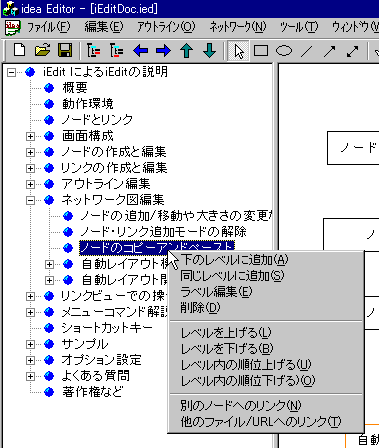 idea Editor - [iEditDoc.ied]
ファイル(F) 編集(E) アウトライン(O) ネットワーク(N) ツール(T) ウィンドウ(W)
iEdit によるiEditの説明
概要
動作環境
ノードとリンク
画面構成
ノードの作成と編集
リンクの作成と編集
アウトライン編集
ネットワーク図編集
ノードの追加/移動や大きさの変更
ノード・リンク追加モードの解除
ノードのコピーアンドペースト
自動レイアウト
自動レイアウト
リンクビューでの操
メニューコマンド解説
ショートカットキー
サンプル
オプション設定
よくある質問
著作権など
下のレベルに追加(A)
同じレベルに追加(S)
ラベル編集(E)
削除(D)
レベルを上げる(L)
レベルを下げる(B)
レベル内の順位上げる(U)
レベル内の順位下げる)(O)
別のノードへのリンク(N)
他のファイル/URLへのリンク(T)
ノード
自動